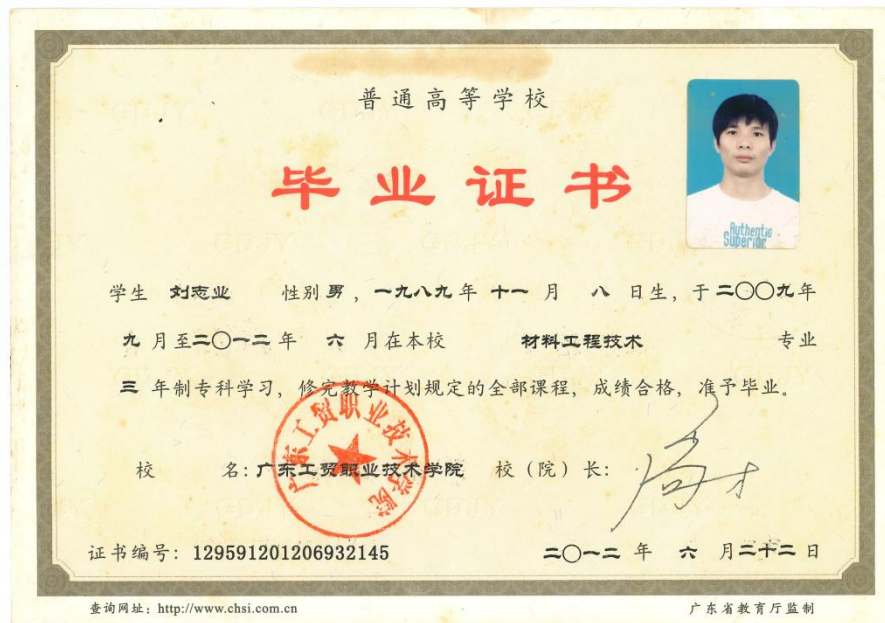 普通高等学校
毕业证书
Authentic
Superior
学生 刘志业 性别 男，一九八九年 十一 月 八 日生，于二〇〇九年
九 月至二〇一二年 六 月在本校 材料工程技术 专业
三 年制专科学习，修完教学计划规定的全部课程，成绩合格，准予毕业。
广东工贸职业技术学院
校 名：广东工贸职业技术学院 校（院）长：
证书编号：129591201206932145 二〇一二 年 六 月二十二日
查询网址：http://www.chsi.com.cn 广东省教育厅监制